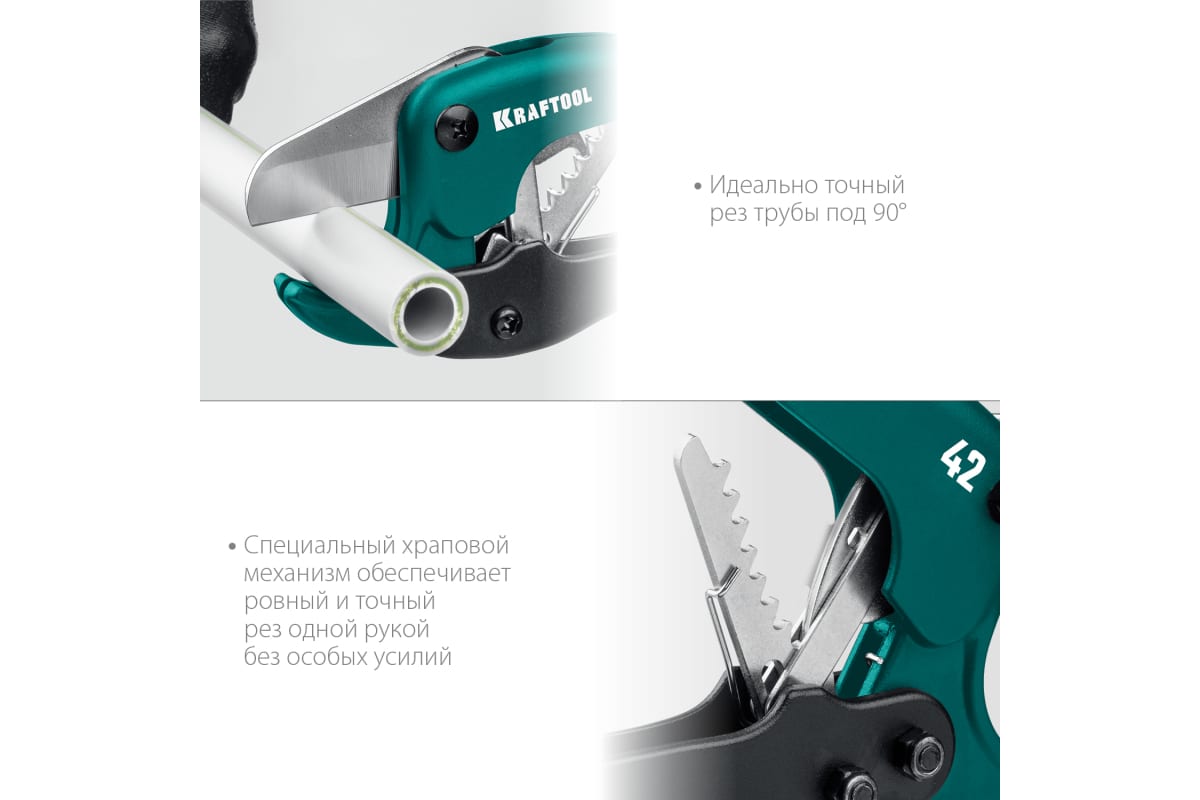 KRAFTOOL
• Идеально точный
рез трубы под 90°
42
• Специальный храповой
механизм обеспечивает
ровный и точный
рез одной рукой
без особых усилий